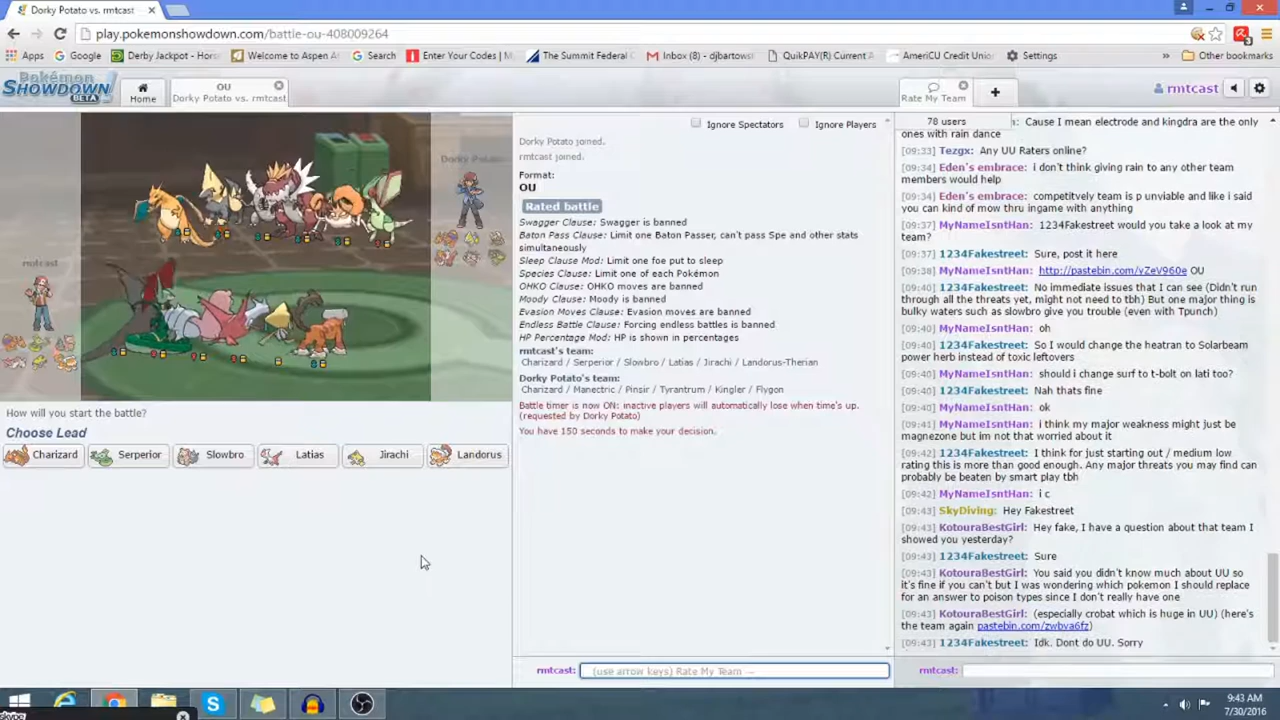 Dorky Potato vs. rmtcast
play.pokemonshowdown.com/battle-ou-408009264
Apps Google Derby Jackpot - Hors Welcome to Aspen A Search Enter Your Codes | M The Summit Federal C Inbox (8) - djbartows QuikPAY(R) Current A AmeriCU Credit Union Settings » Other bookmarks
Pokémon
SHOWDOWN
BETA
Home
OU
Dorky Potato vs. rmtcast
Rate My Team
+
rmtcast
Dorky Potato
rmtcast
How will you start the battle?
Choose Lead
Charizard Serperior Slowbro Latias Jirachi Landorus
Ignore Spectators Ignore Players
Dorky Potato joined.
rmtcast joined.
Format:
OU
Rated battle
Swagger Clause: Swagger is banned
Baton Pass Clause: Limit one Baton Passer, can't pass Spe and other stats
simultaneously
Sleep Clause Mod: Limit one foe put to sleep
Species Clause: Limit one of each Pokémon
OHKO Clause: OHKO moves are banned
Moody Clause: Moody is banned
Evasion Moves Clause: Evasion moves are banned
Endless Battle Clause: Forcing endless battles is banned
HP Percentage Mod: HP is shown in percentages
rmtcast's team:
Charizard / Serperior / Slowbro / Latias / Jirachi / Landorus-Therian
Dorky Potato's team:
Charizard / Manectric / Pinsir / Tyrantrum / Kingler / Flygon
Battle timer is now ON: inactive players will automatically lose when time's up.
(requested by Dorky Potato)
You have 150 seconds to make your decision.
rmtcast: (use arrow keys) Rate My Team →
78 users
Cause I mean electrode and kingdra are the only
ones with rain dance
[09:33] Tezgx: Any UU Raters online?
[09:34] Eden's embrace: i don't think giving rain to any other team
members would help
[09:34] Eden's embrace: competitvely team is p unviable and like i said
you can kind of mow thru ingame with anything
[09:37] MyNameIsntHan: 1234Fakestreet would you take a look at my
team?
[09:37] 1234Fakestreet: Sure, post it here
[09:38] MyNameIsntHan: http://pastebin.com/vZeV960e OU
[09:40] 1234Fakestreet: No immediate issues that I can see (Didn't run
through all the threats yet, might not need to tbh) But one major thing is
bulky waters such as slowbro give you trouble (even with Tpunch)
[09:40] MyNameIsntHan: oh
[09:40] 1234Fakestreet: So I would change the heatran to Solarbeam
power herb instead of toxic leftovers
[09:40] MyNameIsntHan: should i change surf to t-bolt on lati too?
[09:40] 1234Fakestreet: Nah thats fine
[09:40] MyNameIsntHan: ok
[09:41] MyNameIsntHan: i think my major weakness might just be
magnezone but im not that worried about it
[09:42] 1234Fakestreet: I think for just starting out / medium low
rating this is more than good enough. Any major threats you may find can
probably be beaten by smart play tbh
[09:42] MyNameIsntHan: i c
[09:43] SkyDiving: Hey Fakestreet
[09:43] KotouraBestGirl: Hey fake, I have a question about that team I
showed you yesterday?
[09:43] 1234Fakestreet: Sure
[09:43] KotouraBestGirl: You said you didn't know much about UU so
it's fine if you can't but I was wondering which pokemon I should replace
for an answer to poison types since I don't really have one
[09:43] KotouraBestGirl: (especially crobat which is huge in UU) (here's
the team again pastebin.com/zwbva6fz)
[09:43] 1234Fakestreet: Idk. Dont do UU. Sorry
rmtcast:
skype
9:43 AM
7/30/2016